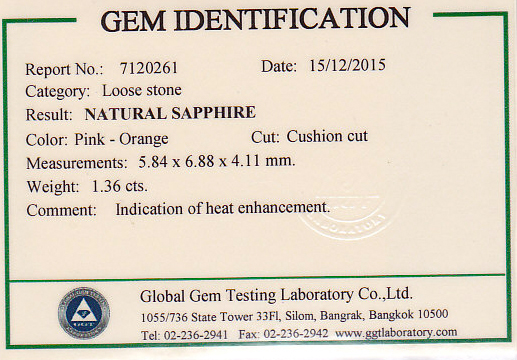 GEM IDENTIFICATION
Report No.: 7120261 Date: 15/12/2015
Category: Loose stone
Result: NATURAL SAPPHIRE
Color: Pink - Orange Cut: Cushion cut
Measurements: 5.84 x 6.88 x 4.11 mm.
Weight: 1.36 cts.
Comment: Indication of heat enhancement.
LABORATORY
GGT
Global Gem Testing Laboratory Co.,Ltd.
1055/736 State Tower 33Fl, Silom, Bangrak, Bangkok 10500
Tel: 02-236-2941 Fax: 02-236-2942 www.ggtlaboratory.com